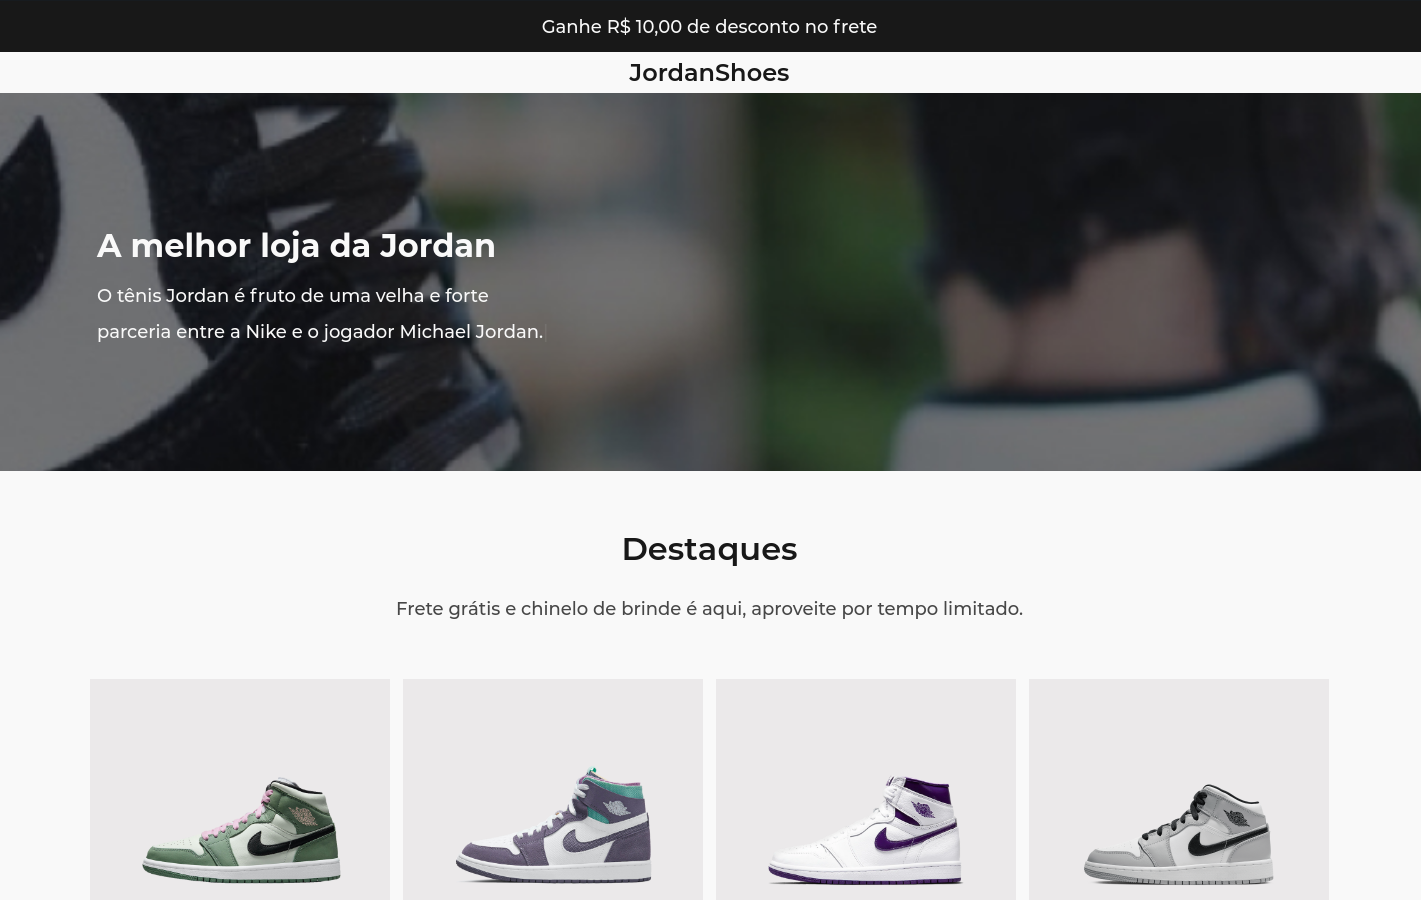 Ganhe R$ 10,00 de desconto no frete
JordanShoes
A melhor loja da Jordan
O tênis Jordan é fruto de uma velha e forte
parceria entre a Nike e o jogador Michael Jordan.
Destaques
Frete grátis e chinelo de brinde é aqui, aproveite por tempo limitado.